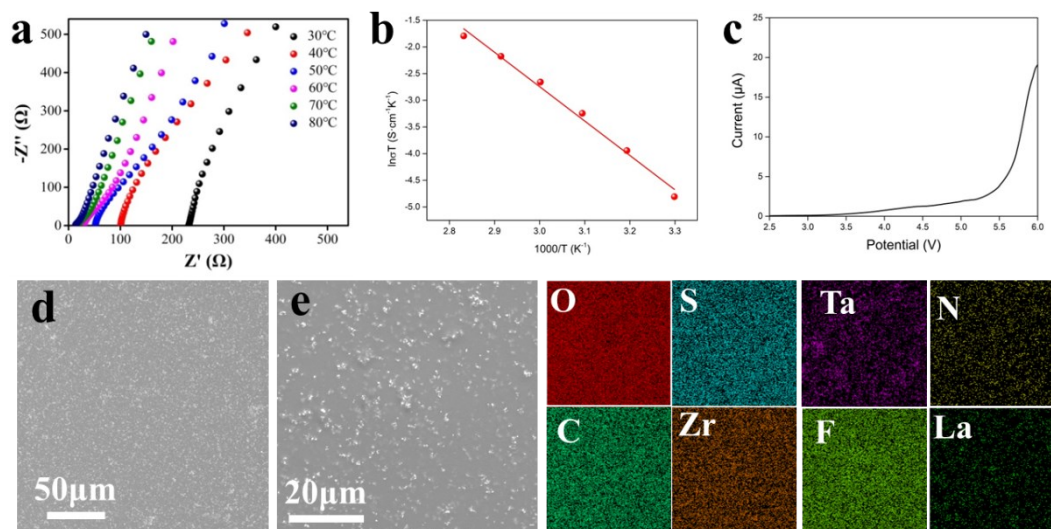 a
-Z'' (Ω)
500
400
300
200
100
0
0 100 200 300 400 500
Z' (Ω)
30℃
40℃
50℃
60℃
70℃
80℃
b
lnσT (S·cm⁻¹K⁻¹)
-1.5
-2.0
-2.5
-3.0
-3.5
-4.0
-4.5
-5.0
2.8 2.9 3.0 3.1 3.2 3.3
1000/T (K⁻¹)
c
Current (μA)
25
20
15
10
5
0
2.5 3.0 3.5 4.0 4.5 5.0 5.5 6.0
Potential (V)
d
50μm
e
20μm
O
S
Ta
N
C
Zr
F
La